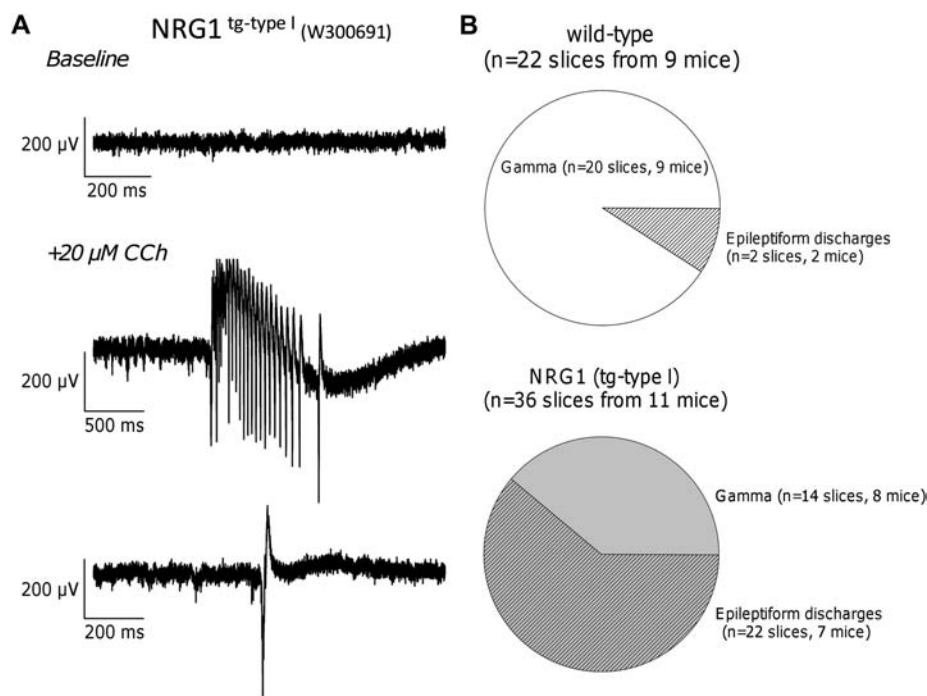 A
NRG1 tg-type I (W300691)
Baseline
200 µV
200 ms
+20 µM CCh
200 µV
500 ms
200 µV
200 ms
B
wild-type
(n=22 slices from 9 mice)
Gamma (n=20 slices, 9 mice)
Epileptiform discharges
(n=2 slices, 2 mice)
NRG1 (tg-type I)
(n=36 slices from 11 mice)
Gamma (n=14 slices, 8 mice)
Epileptiform discharges
(n=22 slices, 7 mice)